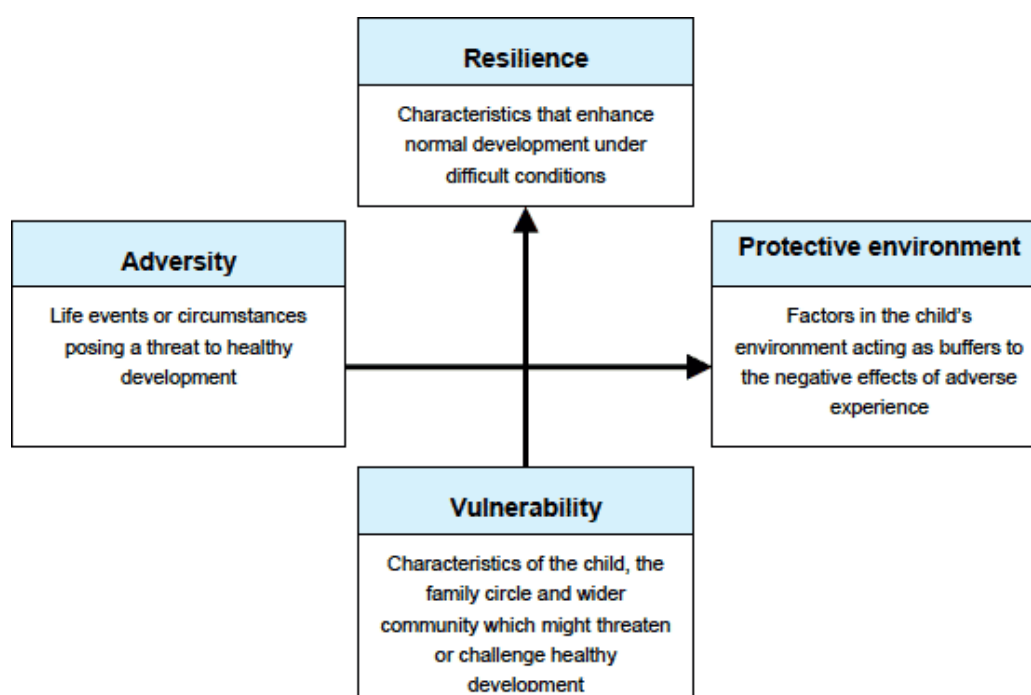 Resilience
Characteristics that enhance
normal development under
difficult conditions
Adversity
Life events or circumstances
posing a threat to healthy
development
Protective environment
Factors in the child's
environment acting as buffers to
the negative effects of adverse
experience
Vulnerability
Characteristics of the child, the
family circle and wider
community which might threaten
or challenge healthy
development